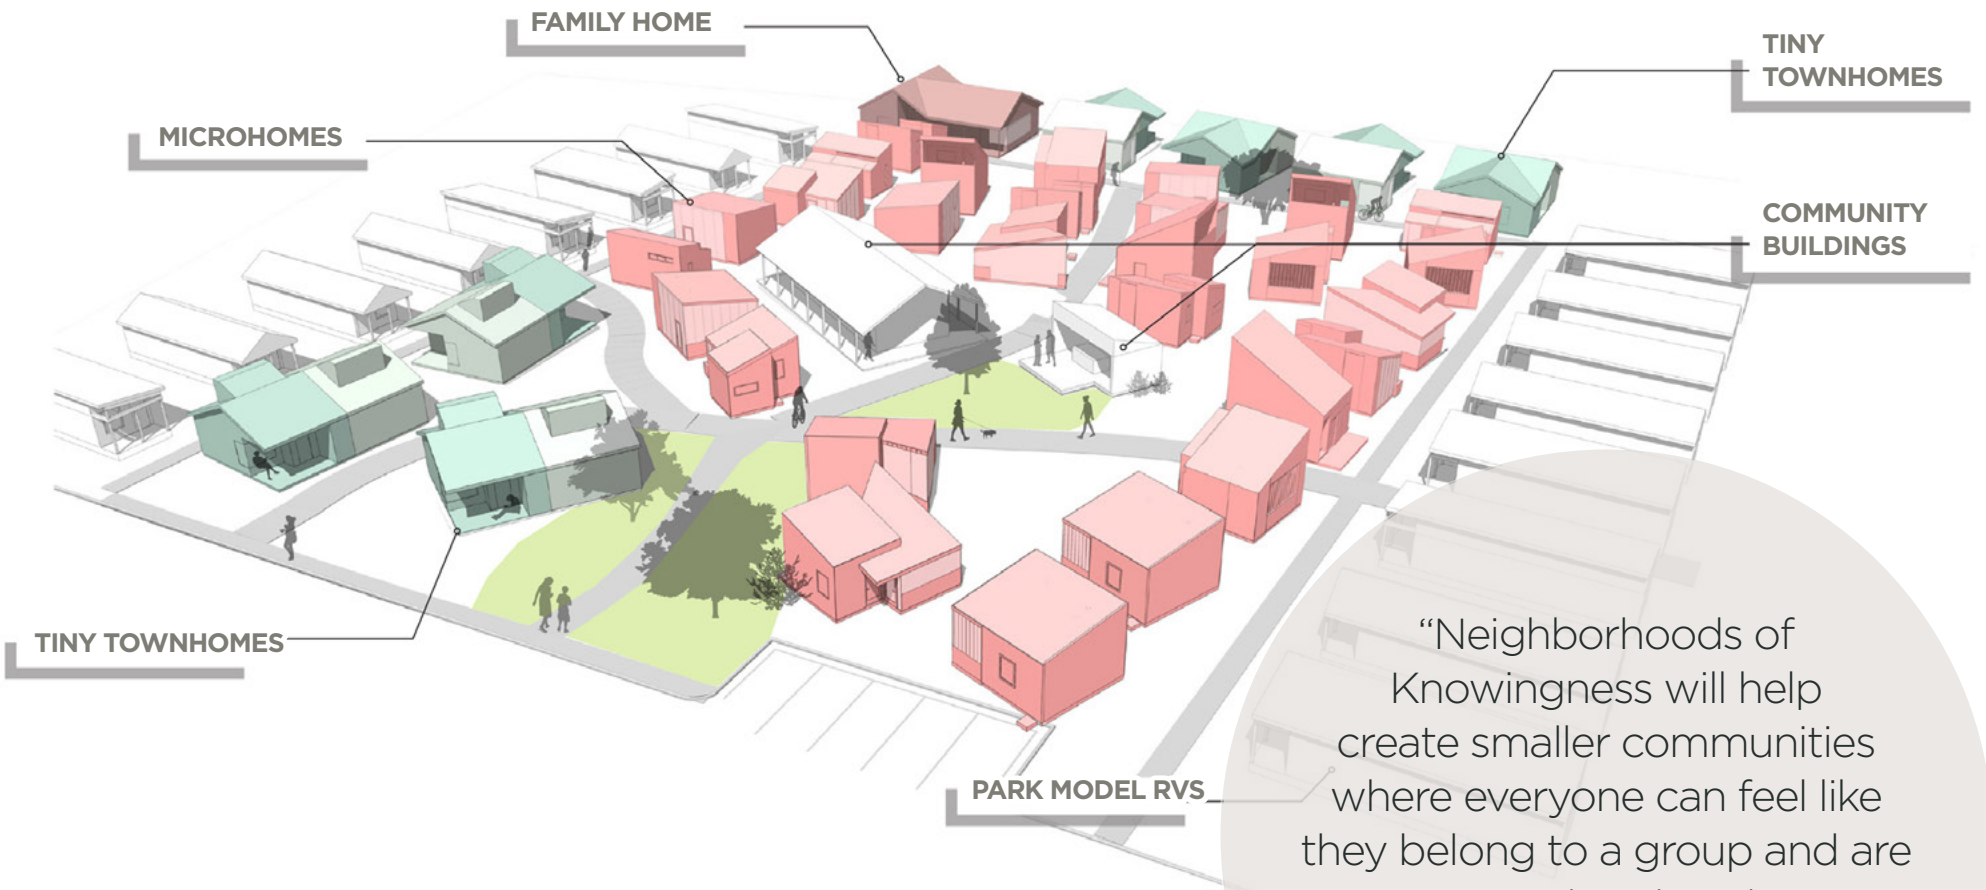 FAMILY HOME
TINY
TOWNHOMES
MICROHOMES
COMMUNITY
BUILDINGS
TINY TOWNHOMES
PARK MODEL RVS
“Neighborhoods of
Knowingness will help
create smaller communities
where everyone can feel like
they belong to a group and are